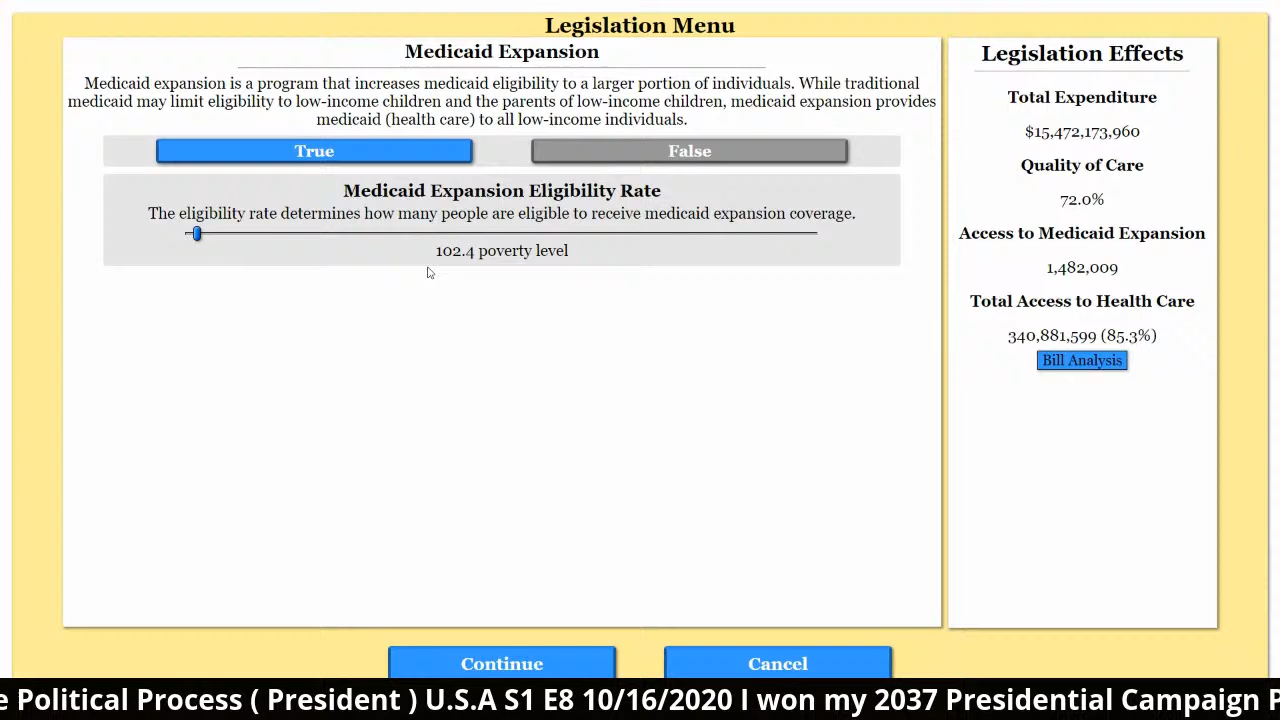 Legislation Menu
Medicaid Expansion
Medicaid expansion is a program that increases medicaid eligibility to a larger portion of individuals. While traditional
medicaid may limit eligibility to low-income children and the parents of low-income children, medicaid expansion provides
medicaid (health care) to all low-income individuals.
True
False
Medicaid Expansion Eligibility Rate
The eligibility rate determines how many people are eligible to receive medicaid expansion coverage.
102.4 poverty level
Legislation Effects
Total Expenditure
$15,472,173,960
Quality of Care
72.0%
Access to Medicaid Expansion
1,482,009
Total Access to Health Care
340,881,599 (85.3%)
Bill Analysis
Continue
Cancel
e Political Process ( President ) U.S.A S1 E8 10/16/2020 I won my 2037 Presidential Campaign